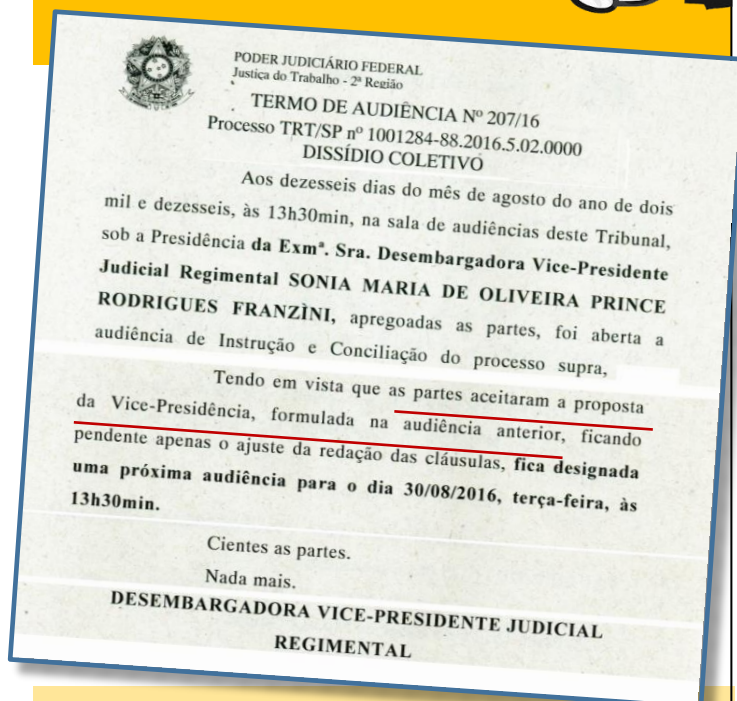 PODER JUDICIÁRIO FEDERAL
Justiça do Trabalho - 2ª Região
TERMO DE AUDIÊNCIA Nº 207/16
Processo TRT/SP nº 1001284-88.2016.5.02.0000
DISSÍDIO COLETIVO
Aos dezesseis dias do mês de agosto do ano de dois
mil e dezesseis, às 13h30min, na sala de audiências deste Tribunal,
sob a Presidência da Exmª. Sra. Desembargadora Vice-Presidente
Judicial Regimental SONIA MARIA DE OLIVEIRA PRINCE
RODRIGUES FRANZÌNI, apregoadas as partes, foi aberta a
audiência de Instrução e Conciliação do processo supra,
Tendo em vista que as partes aceitaram a proposta
da Vice-Presidência, formulada na audiência anterior, ficando
pendente apenas o ajuste da redação das cláusulas, fica designada
uma próxima audiência para o dia 30/08/2016, terça-feira, às
13h30min.
Cientes as partes.
Nada mais.
DESEMBARGADORA VICE-PRESIDENTE JUDICIAL
REGIMENTAL